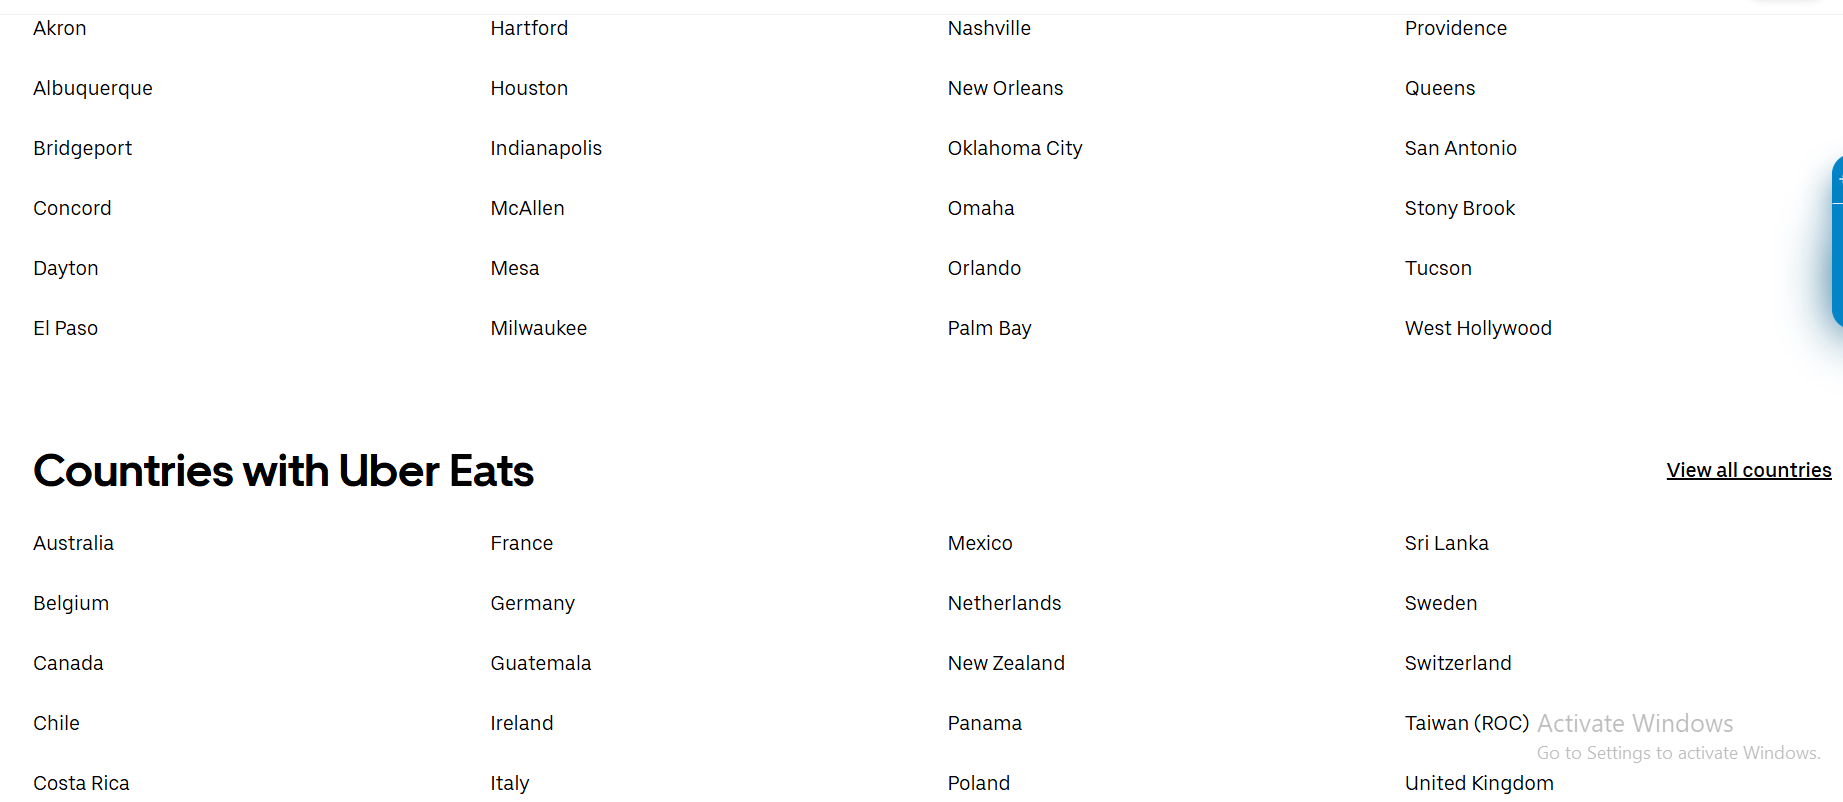 Akron
Hartford
Nashville
Providence
Albuquerque
Houston
New Orleans
Queens
Bridgeport
Indianapolis
Oklahoma City
San Antonio
Concord
McAllen
Omaha
Stony Brook
Dayton
Mesa
Orlando
Tucson
El Paso
Milwaukee
Palm Bay
West Hollywood
Countries with Uber Eats
View all countries
Australia
France
Mexico
Sri Lanka
Belgium
Germany
Netherlands
Sweden
Canada
Guatemala
New Zealand
Switzerland
Chile
Ireland
Panama
Taiwan (ROC)
Activate Windows
Go to Settings to activate Windows.
Costa Rica
Italy
Poland
United Kingdom